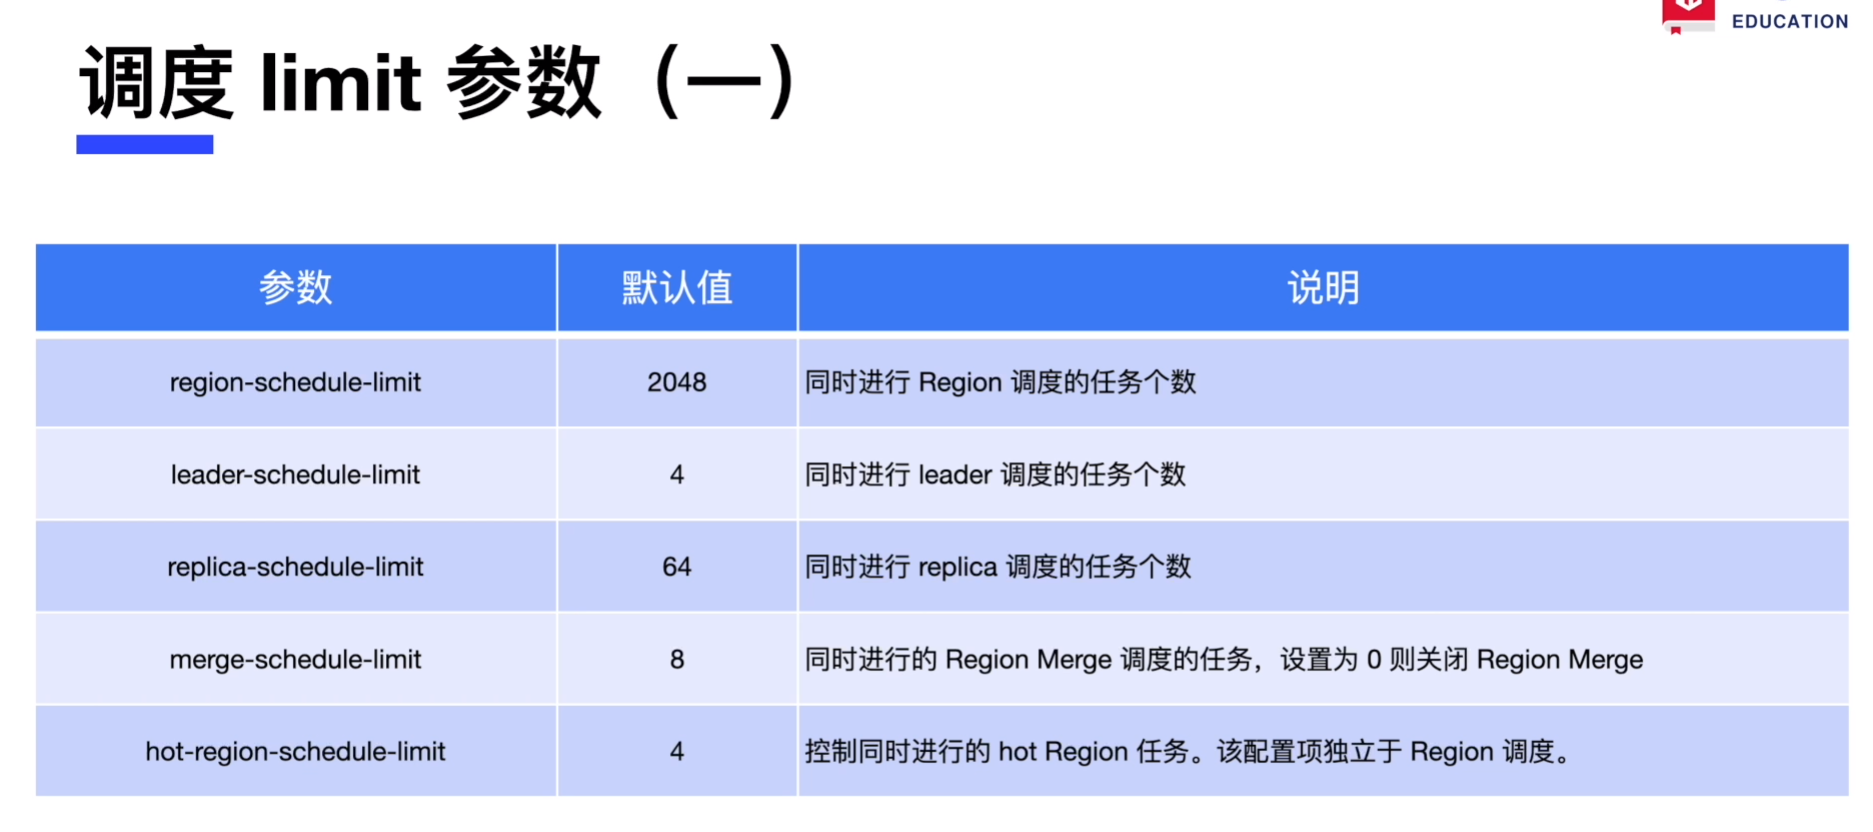 EDUCATION
调度 limit 参数（一）
参数 默认值 说明
region-schedule-limit 2048 同时进行 Region 调度的任务个数
leader-schedule-limit 4 同时进行 leader 调度的任务个数
replica-schedule-limit 64 同时进行 replica 调度的任务个数
merge-schedule-limit 8 同时进行的 Region Merge 调度的任务，设置为 0 则关闭 Region Merge
hot-region-schedule-limit 4 控制同时进行的 hot Region 任务。该配置项独立于 Region 调度。